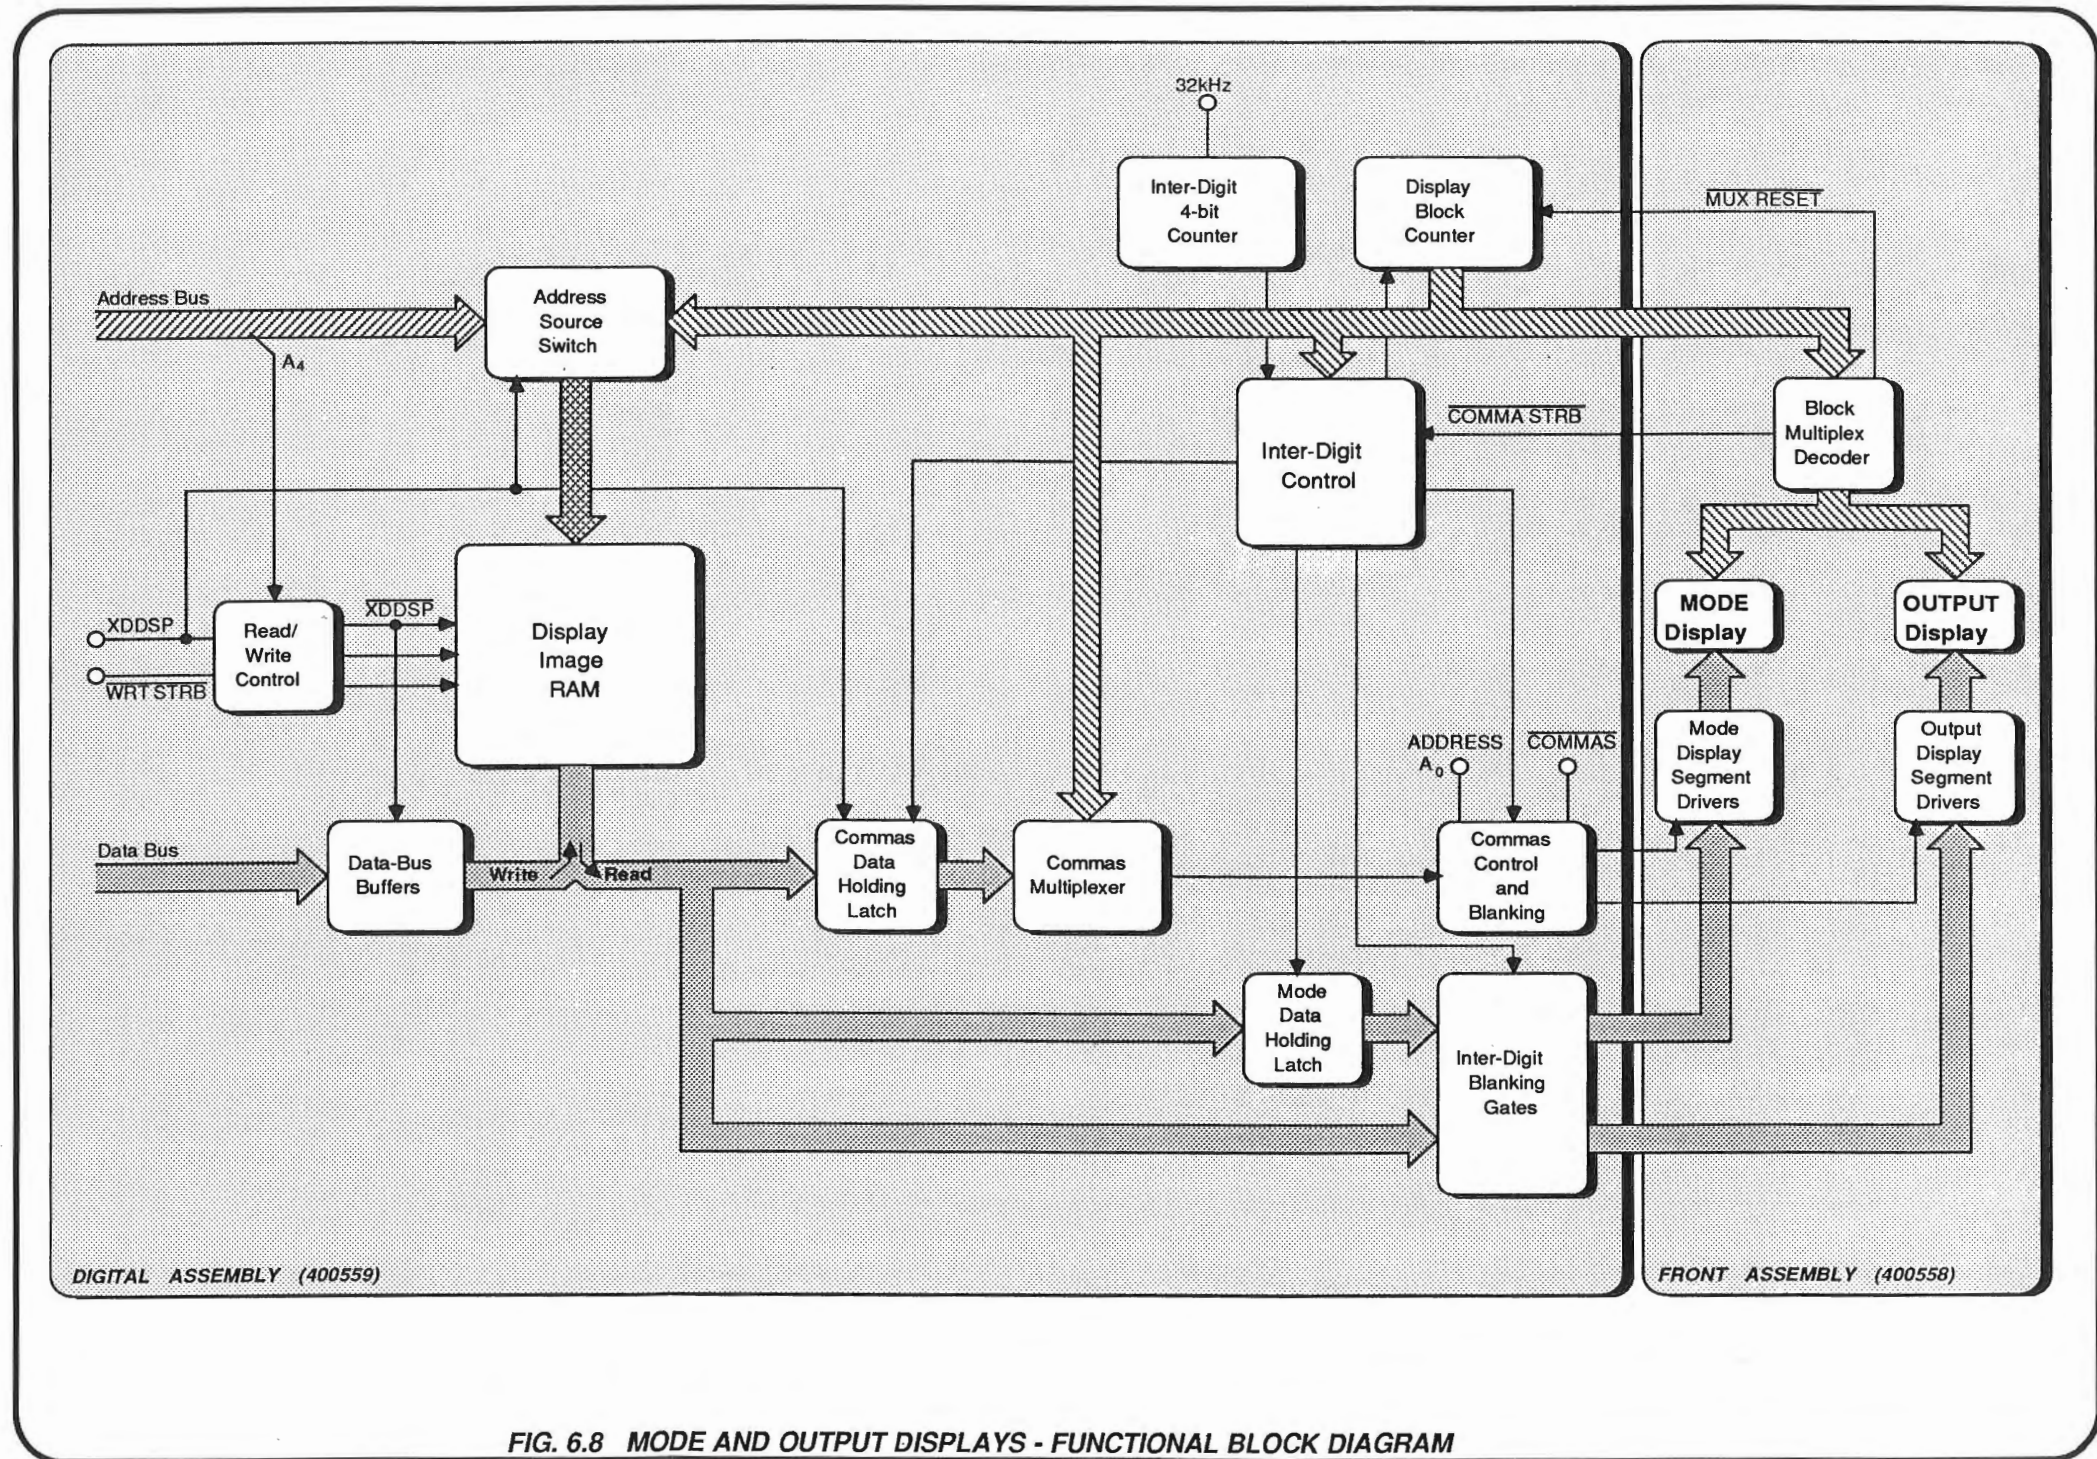 32kHz
Inter-Digit
4-bit
Counter
Display
Block
Counter
MUX RESET
Address Bus
A4
Address
Source
Switch
COMMA STRB
Inter-Digit
Control
Block
Multiplex
Decoder
XDDSP
WRT STRB
Read/
Write
Control
XDDSP
Display
Image
RAM
MODE
Display
OUTPUT
Display
ADDRESS
A0
COMMAS
Mode
Display
Segment
Drivers
Output
Display
Segment
Drivers
Data Bus
Data-Bus
Buffers
Write
Read
Commas
Data
Holding
Latch
Commas
Multiplexer
Commas
Control
and
Blanking
Mode
Data
Holding
Latch
Inter-Digit
Blanking
Gates
DIGITAL ASSEMBLY (400559)
FRONT ASSEMBLY (400558)
FIG. 6.8 MODE AND OUTPUT DISPLAYS - FUNCTIONAL BLOCK DIAGRAM